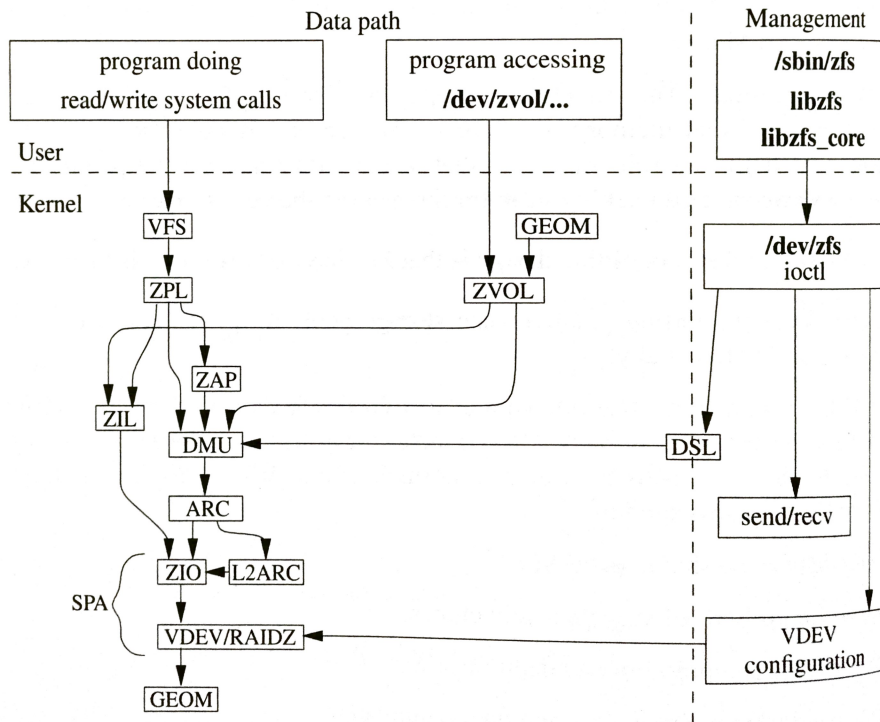 Data path
Management
program doing
read/write system calls
program accessing
/dev/zvol/...
/sbin/zfs
libzfs
libzfs_core
User
Kernel
VFS
GEOM
/dev/zfs
ioctl
ZPL
ZVOL
ZAP
ZIL
DMU
DSL
ARC
send/recv
ZIO
L2ARC
SPA
VDEV/RAIDZ
VDEV
configuration
GEOM